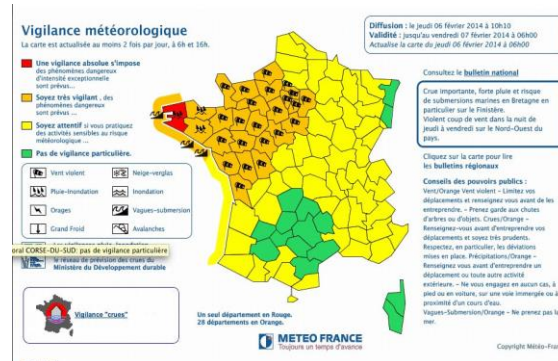 Vigilance météorologique
La carte est actualisée au moins 2 fois par jour, à 6h et 16h.
Une vigilance absolue s'impose
des phénomènes dangereux
d'intensité exceptionnelle
sont prévus ...
Soyez très vigilant, des
phénomènes dangereux
sont prévus ...
Soyez attentif si vous pratiquez
des activités sensibles au risque
météorologique ...
Pas de vigilance particulière.
Vent violent
Neige-verglas
Pluie-Inondation
Inondation
Orages
Vagues-submersion
Grand Froid
Avalanches
oral CORSE-DU-SUD: pas de vigilance particulière
le réseau de prévision des crues du
Ministère du Développement durable
Vigilance "crues"
Un seul département en Rouge.
28 départements en Orange.
METEO FRANCE
Toujours un temps d'avance
Diffusion : le jeudi 06 février 2014 à 10h10
Validité : jusqu'au vendredi 07 février 2014 à 06h00
Actualise la carte du jeudi 06 février 2014 à 06h00
Consultez le bulletin national
Crue importante, forte pluie et risque
de submersions marines en Bretagne en
particulier sur le Finistère.
Violent coup de vent dans la nuit de
jeudi à vendredi sur le Nord-Ouest du
pays.
Cliquez sur la carte pour lire
les bulletins régionaux
Conseils des pouvoirs publics :
Vent/Orange Vent violent – Limitez vos
déplacements et renseignez vous avant de les
entreprendre. – Prenez garde aux chutes
d'arbres ou d'objets. Crues/Orange –
Renseignez-vous avant d'entreprendre vos
déplacements et soyez très prudents.
Respectez, en particulier, les déviations
mises en place. Précipitations/Orange –
Renseignez vous avant d'entreprendre un
déplacement ou toute autre activité
extérieure. – Ne vous engagez en aucun cas, à
pied ou en voiture, sur une voie immergée ou à
proximité d'un cours d'eau.
Vagues-Submersion/Orange – Ne prenez pas la
mer.
Copyright Météo-Fran